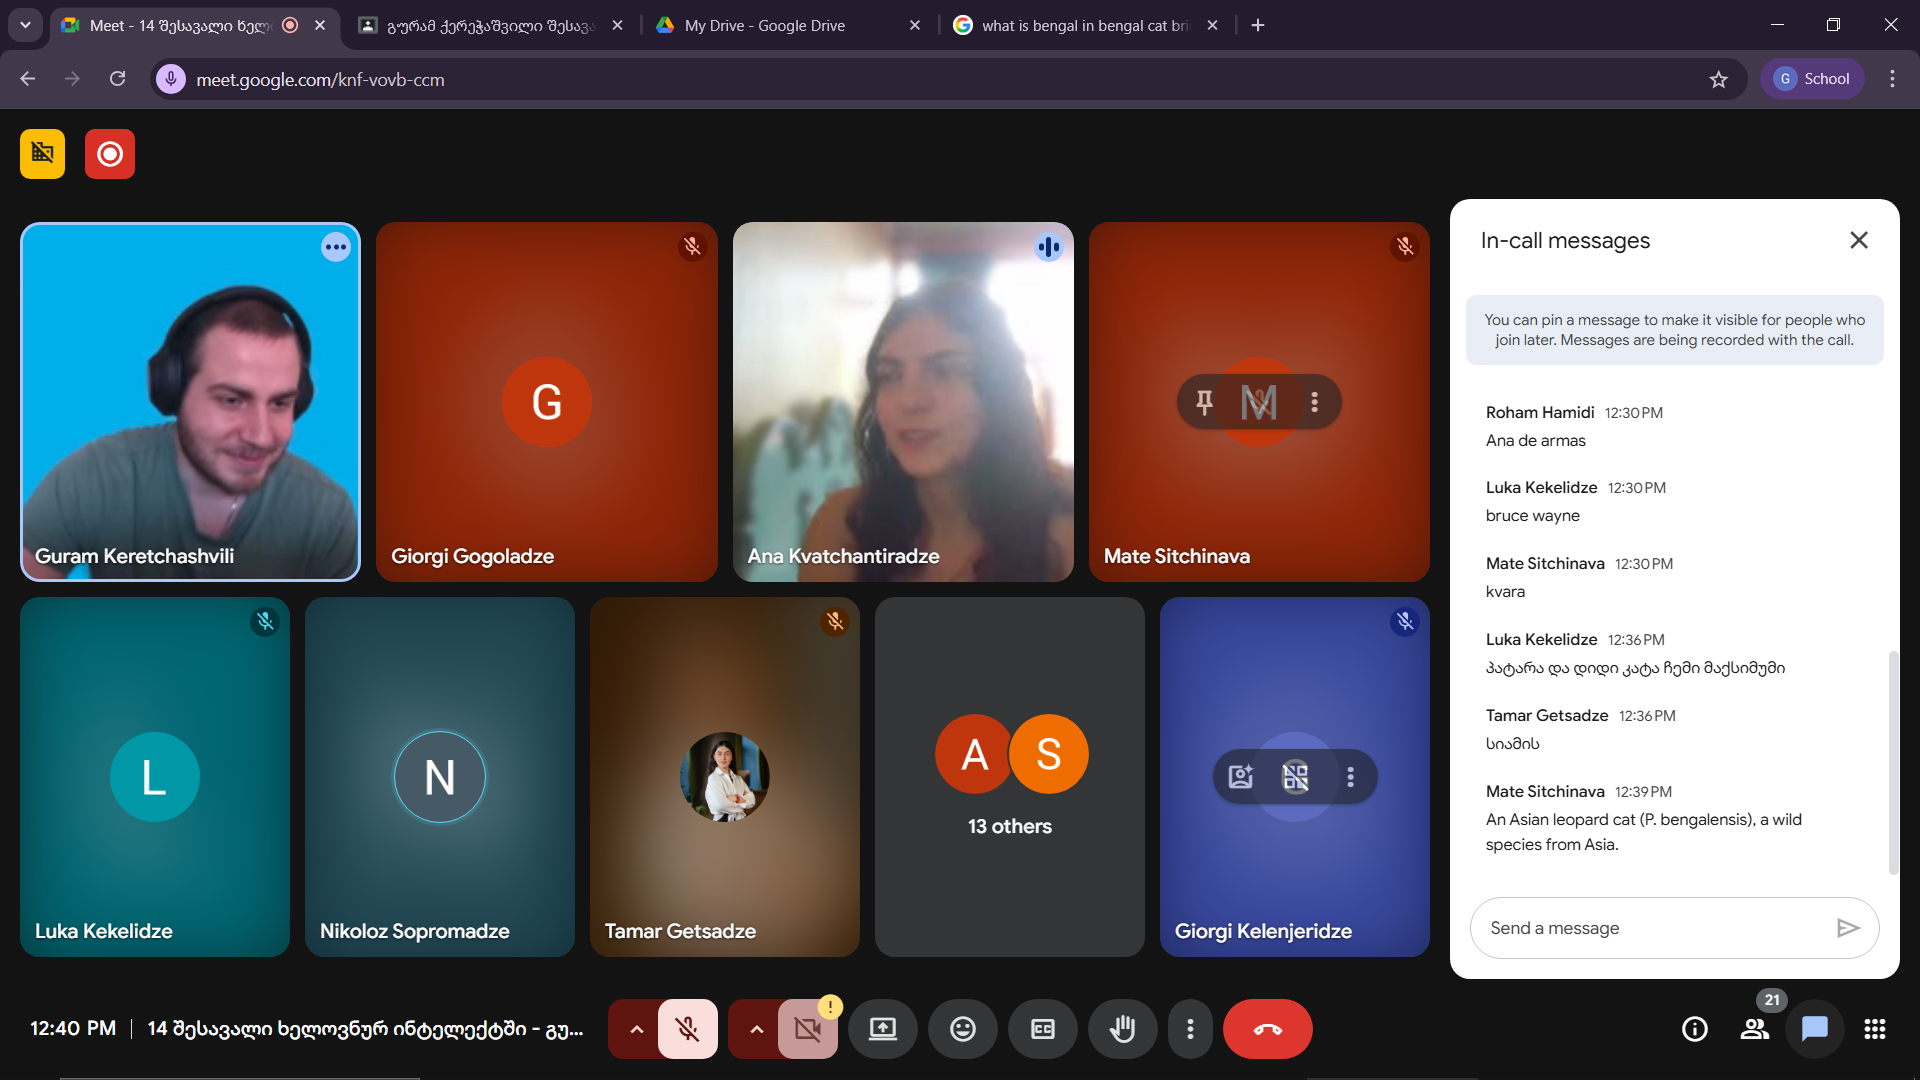 Meet - 14 შესავალი ხელ
გურამ ქერეჭაშვილი შესავა
My Drive - Google Drive
what is bengal in bengal cat bri
meet.google.com/knf-vovb-ccm
G School
Guram Keretchashvili
G
Giorgi Gogoladze
Ana Kvatchantiradze
M
Mate Sitchinava
L
Luka Kekelidze
N
Nikoloz Sopromadze
Tamar Getsadze
A S
13 others
Giorgi Kelenjeridze
In-call messages
You can pin a message to make it visible for people who
join later. Messages are being recorded with the call.
Roham Hamidi 12:30 PM
Ana de armas
Luka Kekelidze 12:30 PM
bruce wayne
Mate Sitchinava 12:30 PM
kvara
Luka Kekelidze 12:36 PM
პატარა და დიდი კატა ჩემი მაქსიმუმი
Tamar Getsadze 12:36 PM
სიამის
Mate Sitchinava 12:39 PM
An Asian leopard cat (P. bengalensis), a wild
species from Asia.
Send a message
12:40 PM | 14 შესავალი ხელოვნურ ინტელექტში - გუ...
!
CC
21